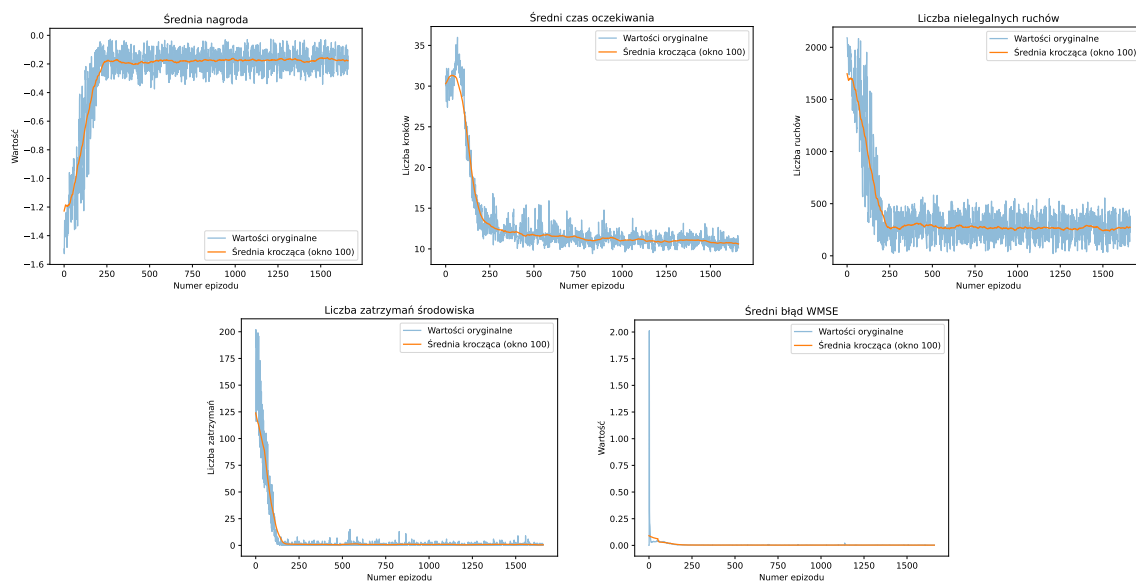 Średnia nagroda
0.0
−0.2
−0.4
−0.6
−0.8
−1.0
−1.2
−1.4
−1.6
Wartość
Wartości oryginalne
Średnia krocząca (okno 100)
0 250 500 750 1000 1250 1500
Numer epizodu
Średni czas oczekiwania
35
30
25
20
15
10
Liczba kroków
Wartości oryginalne
Średnia krocząca (okno 100)
0 250 500 750 1000 1250 1500
Numer epizodu
Liczba nielegalnych ruchów
2000
1500
1000
500
0
Liczba ruchów
Wartości oryginalne
Średnia krocząca (okno 100)
0 250 500 750 1000 1250 1500
Numer epizodu
Liczba zatrzymań środowiska
200
175
150
125
100
75
50
25
0
Liczba zatrzymań
Wartości oryginalne
Średnia krocząca (okno 100)
0 250 500 750 1000 1250 1500
Numer epizodu
Średni błąd WMSE
2.00
1.75
1.50
1.25
1.00
0.75
0.50
0.25
0.00
Wartość
Wartości oryginalne
Średnia krocząca (okno 100)
0 250 500 750 1000 1250 1500
Numer epizodu